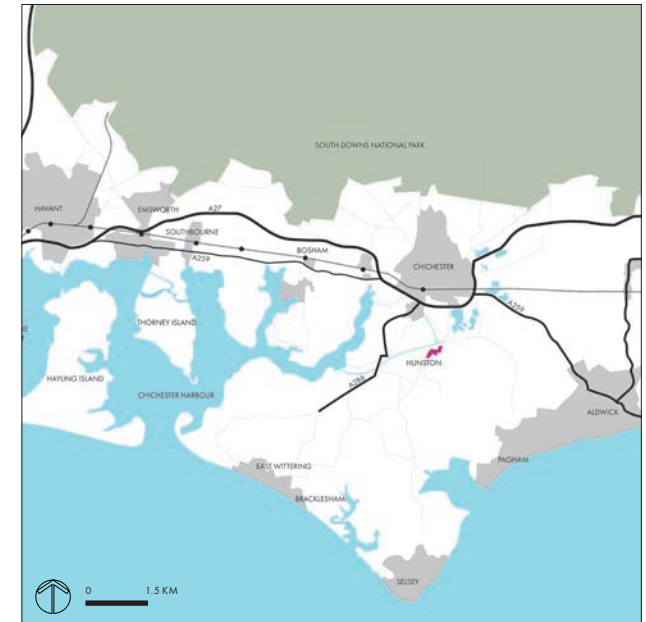 SOUTH DOWNS NATIONAL PARK
HAVANT
EMSWORTH
A27
SOUTHBOURNE
BOSHAM
A259
CHICHESTER
THORNEY ISLAND
A259
HUNSTON
HAYLING ISLAND
A286
CHICHESTER HARBOUR
ALDWICK
PAGHAM
EAST WITTERING
BRACKLESHAM
SELSEY
0 1.5 KM